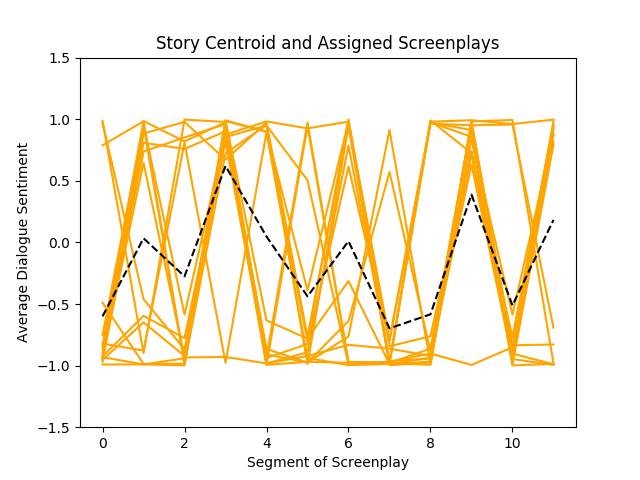 Story Centroid and Assigned Screenplays
1.5
1.0
0.5
0.0
−0.5
−1.0
−1.5
Average Dialogue Sentiment
0 2 4 6 8 10
Segment of Screenplay